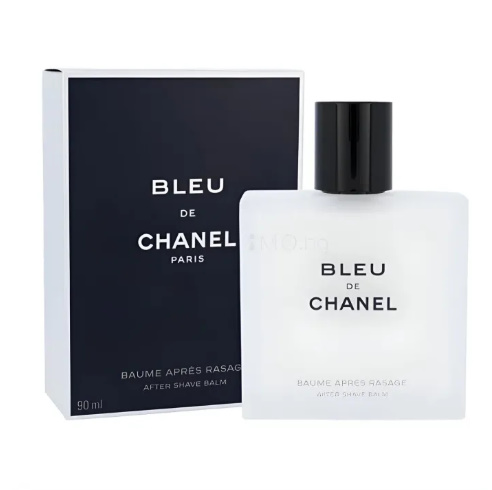 BLEU
DE
CHANEL
PARIS
BAUME APRÈS RASAG
AFTER SHAVE BALM
90 ml
BLEU
DE
CHANEL
BAUME APRÈS RASAGE
AFTER SHAVE BALM